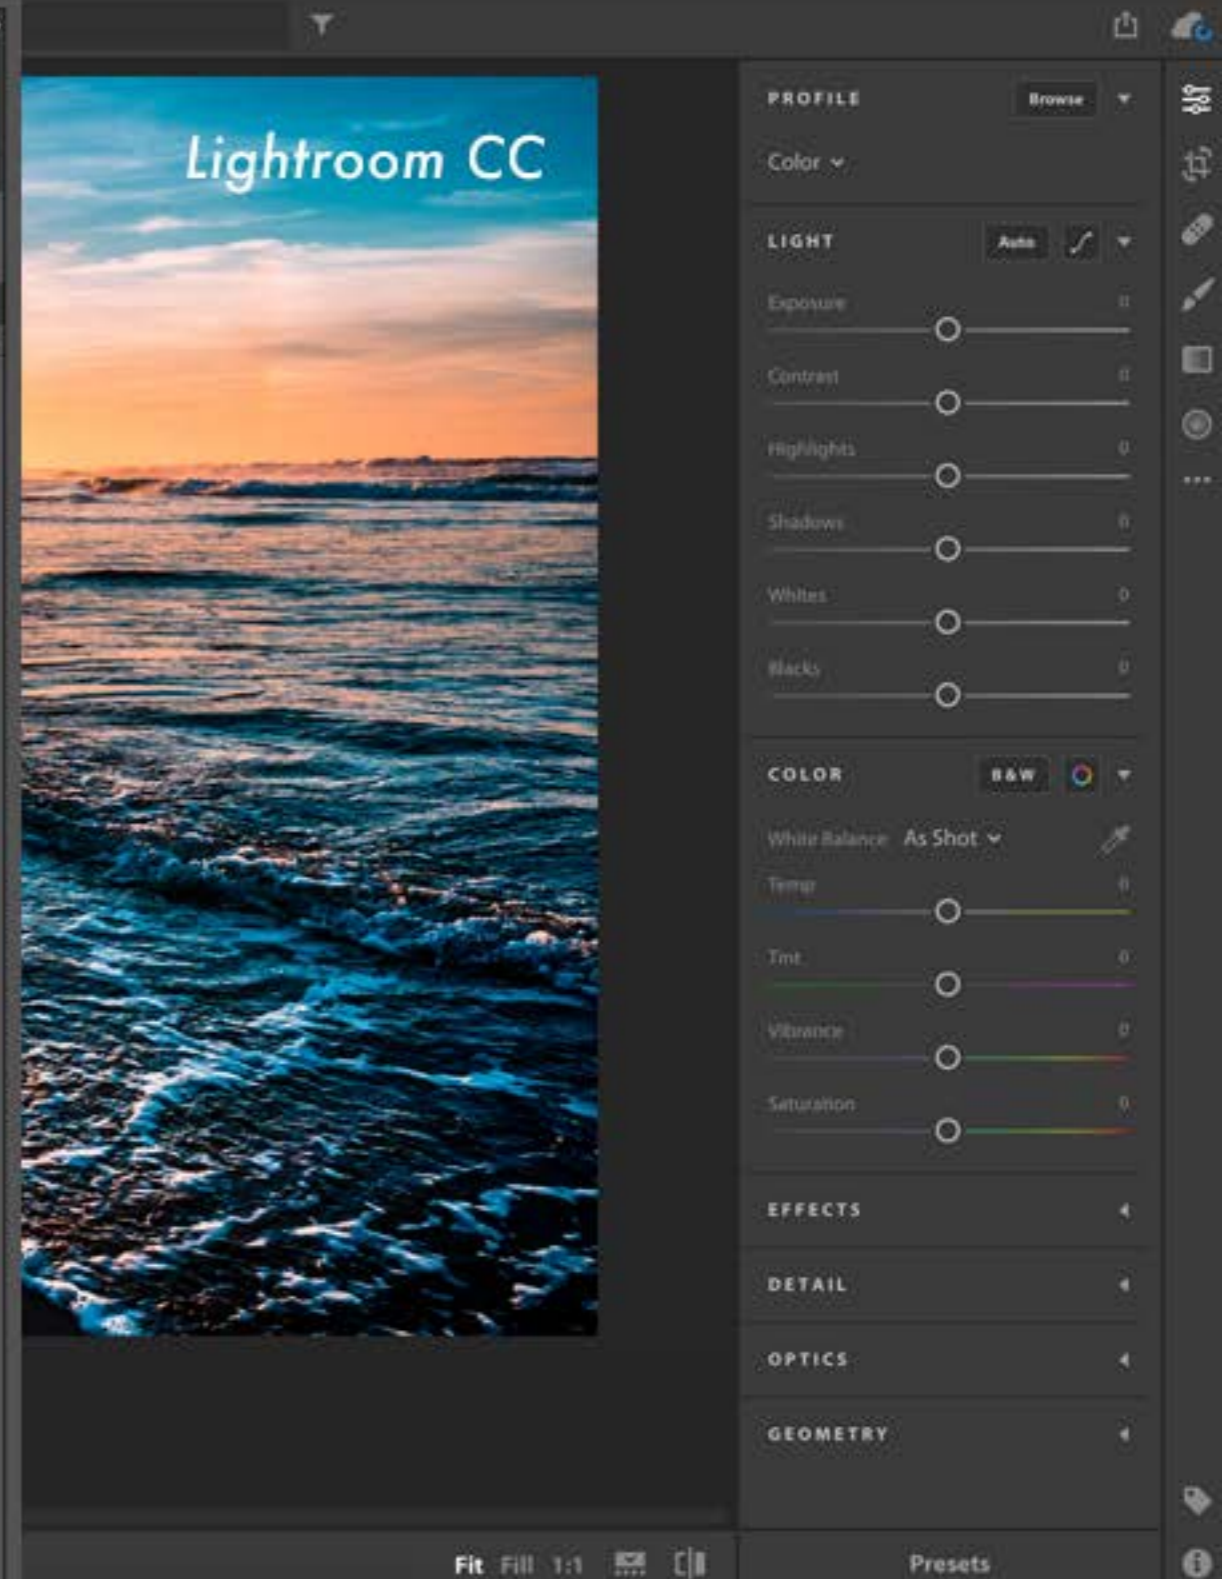 Lightroom CC
PROFILE Browse
Color
LIGHT Auto
Exposure 0
Contrast 0
Highlights 0
Shadows 0
Whites 0
Blacks 0
COLOR B&W
White Balance As Shot
Temp 0
Tint 0
Vibrance 0
Saturation 0
EFFECTS
DETAIL
OPTICS
GEOMETRY
Fit Fill 1:1
Presets